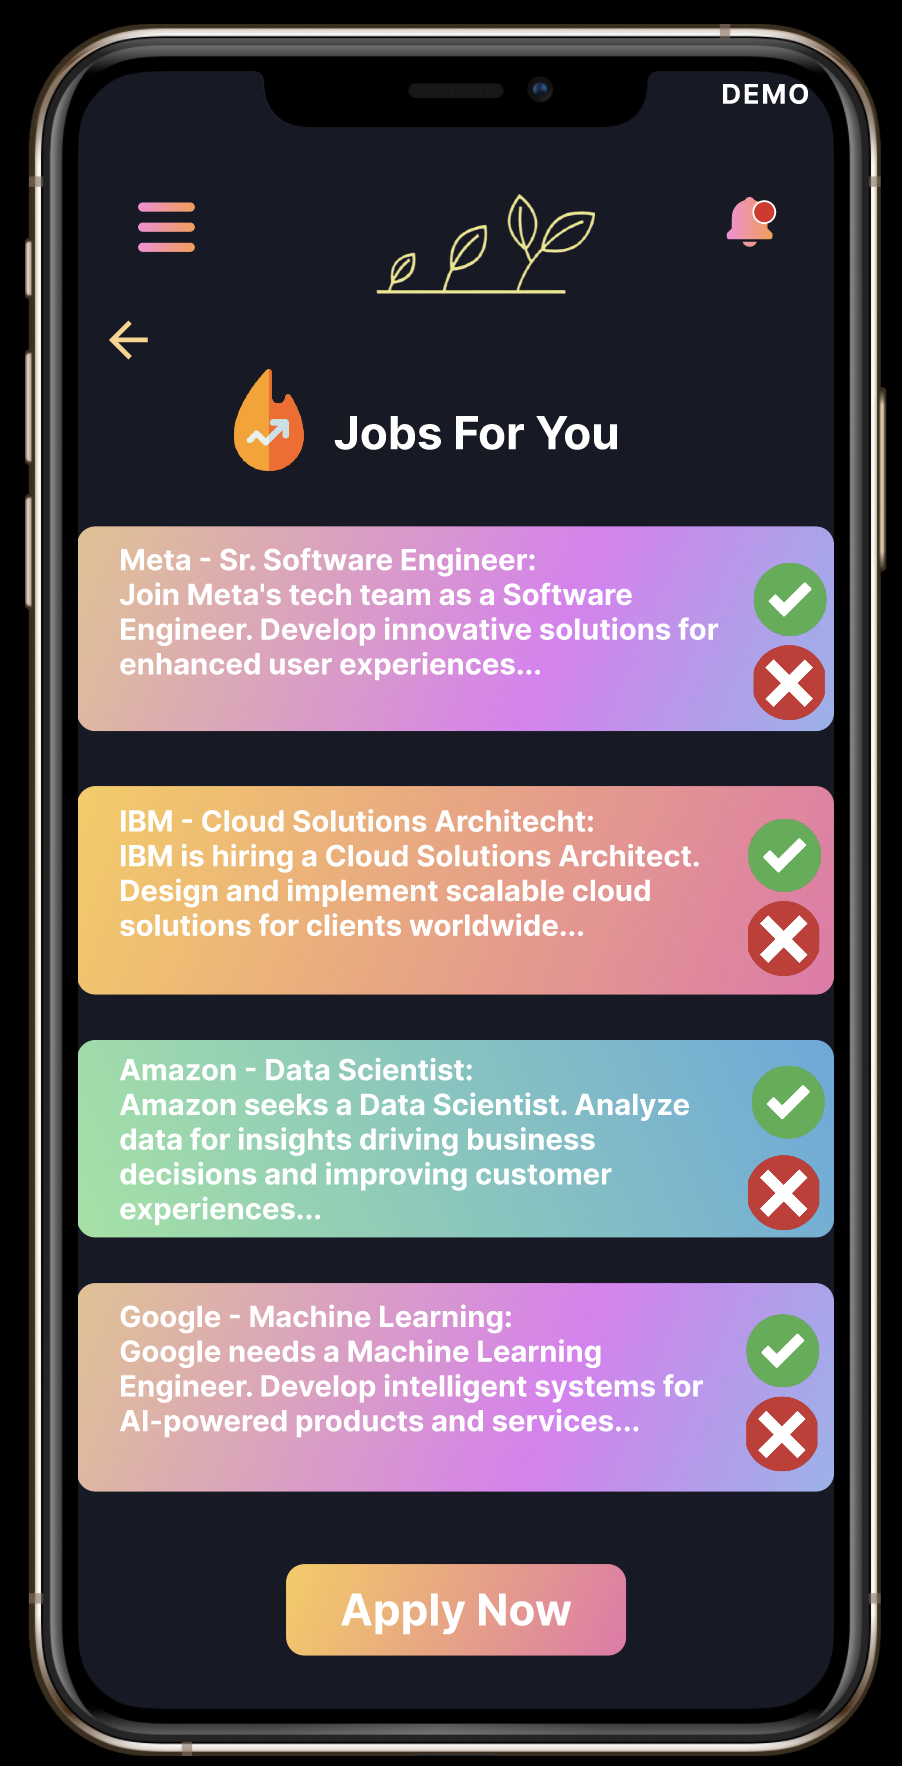 DEMO
Jobs For You
Meta - Sr. Software Engineer:
Join Meta's tech team as a Software
Engineer. Develop innovative solutions for
enhanced user experiences...
IBM - Cloud Solutions Architecht:
IBM is hiring a Cloud Solutions Architect.
Design and implement scalable cloud
solutions for clients worldwide...
Amazon - Data Scientist:
Amazon seeks a Data Scientist. Analyze
data for insights driving business
decisions and improving customer
experiences...
Google - Machine Learning:
Google needs a Machine Learning
Engineer. Develop intelligent systems for
AI-powered products and services...
Apply Now